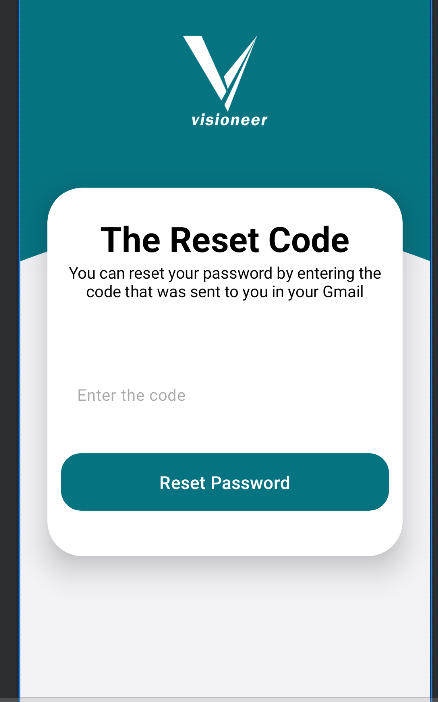 visioneer
The Reset Code
You can reset your password by entering the
code that was sent to you in your Gmail
Enter the code
Reset Password